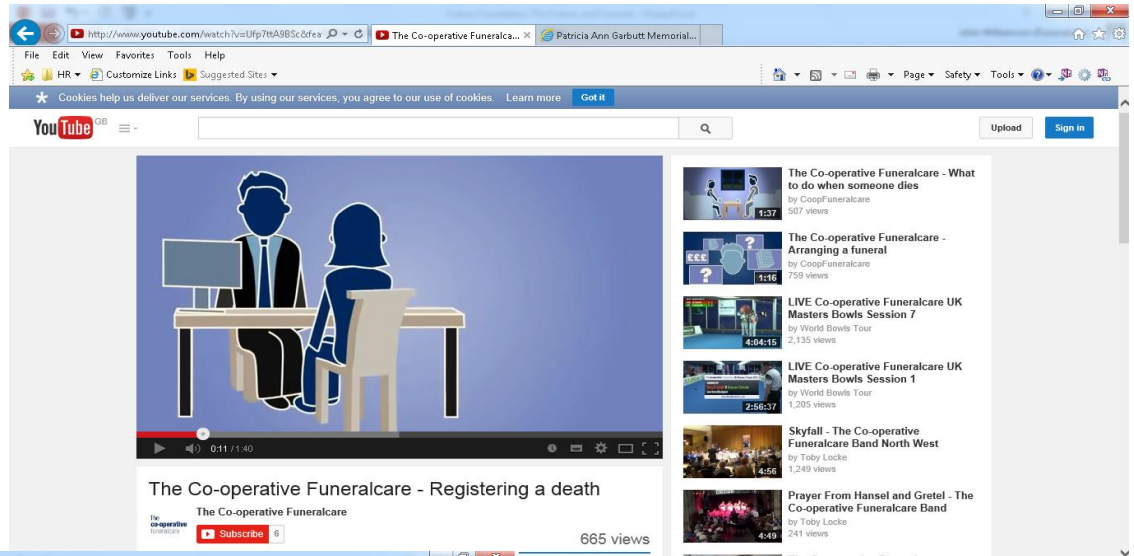 http://www.youtube.com/watch?v=Ufp7ttA9BSc&fea
The Co-operative Funeralca...
Patricia Ann Garbutt Memorial...
File Edit View Favorites Tools Help
HR Customize Links Suggested Sites
Page Safety Tools
Cookies help us deliver our services. By using our services, you agree to our use of cookies. Learn more Got it
YouTube GB
Upload Sign in
The Co-operative Funeralcare - What
to do when someone dies
by CoopFuneralcare
507 views
1:37
The Co-operative Funeralcare -
Arranging a funeral
by CoopFuneralcare
759 views
£££ ? ? ?
1:16
LIVE Co-operative Funeralcare UK
Masters Bowls Session 7
by World Bowls Tour
2,135 views
4:04:15
LIVE Co-operative Funeralcare UK
Masters Bowls Session 1
by World Bowls Tour
1,205 views
2:56:37
Skyfall - The Co-operative
Funeralcare Band North West
by Toby Locke
1,249 views
4:56
Prayer From Hansel and Gretel - The
Co-operative Funeralcare Band
by Toby Locke
241 views
4:49
0:11 / 1:40
The Co-operative Funeralcare - Registering a death
The
co-operative
funeralcare
The Co-operative Funeralcare
Subscribe 6
665 views